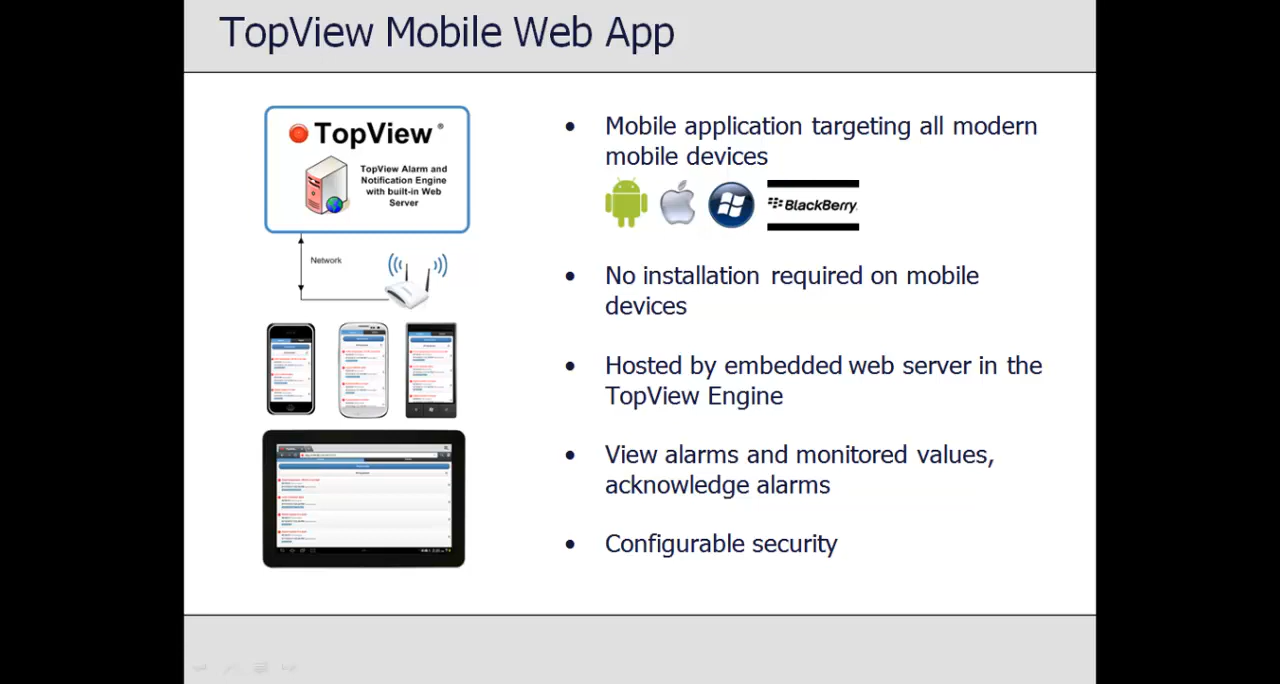 TopView Mobile Web App
TopView ®
TopView Alarm and
Notification Engine
with built-in Web
Server
Network
• Mobile application targeting all modern
mobile devices
BlackBerry.
• No installation required on mobile
devices
• Hosted by embedded web server in the
TopView Engine
• View alarms and monitored values,
acknowledge alarms
• Configurable security